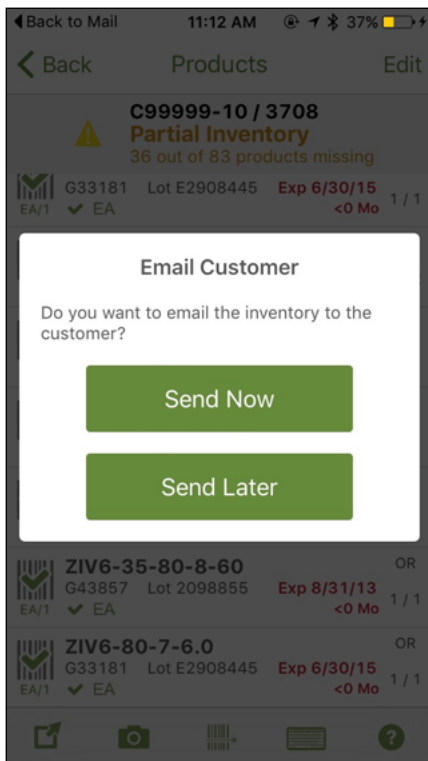 Back to Mail 11:12 AM 37%
Back Products Edit
C99999-10 / 3708
Partial Inventory
36 out of 83 products missing
G33181 Lot E2908445 Exp 6/30/15
EA/1 EA <0 Mo 1 / 1
Email Customer
Do you want to email the inventory to the
customer?
Send Now
Send Later
ZIV6-35-80-8-60 OR
G43857 Lot 2098855 Exp 8/31/13
EA/1 EA <0 Mo 1 / 1
ZIV6-80-7-6.0 OR
G33181 Lot E2908445 Exp 6/30/15
EA/1 EA <0 Mo 1 / 1
?